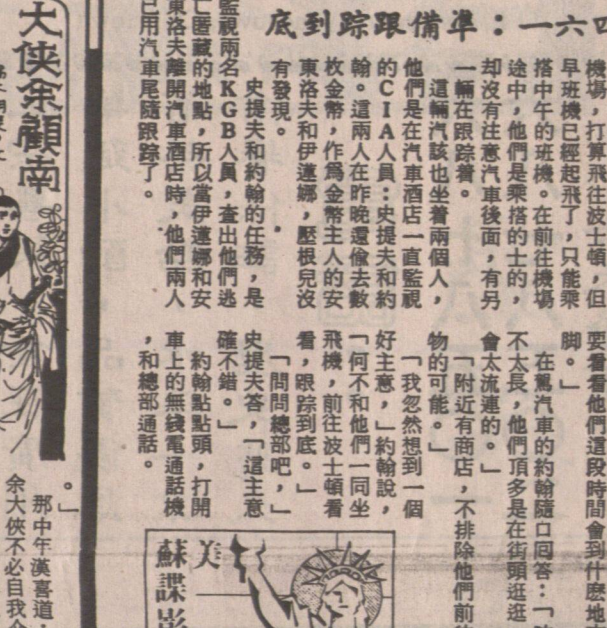 四六一：準備跟踪到底
機場，打算飛往波士頓，但
早班機已經起飛了，只能乘
搭中午的班機。在前往機場
途中，他們是乘搭的士的，
却沒有注意汽車後面，有另
一輛在跟踪着。
這輛汽該也坐着兩個人，
他們是在汽車酒店一直監視
的CIA人員：史提夫和約
翰。這兩人在昨晚還偷去數
枚金幣，作爲金幣主人的安
東洛夫和伊蓮娜，壓根兒沒
有發現。
史提夫和約翰的任務，是
監視兩名KGB人員，查出他們逃
亡匿藏的地點，所以當伊蓮娜和安
東洛夫離開汽車酒店時，他們兩人
已用汽車尾隨跟踪了。
要看看他們這段時間會到什麽地
脚。」
在駕汽車的約翰隨口囘答：「
不太長，他們頂多是在街頭逛逛
會太流連的。」
「附近有商店，不排除他們前
物的可能。」
「我忽然想到一個
好主意，」約翰說，
「何不和他們一同坐
飛機，前往波士頓看
看，跟踪到底。」
「問問總部吧，」
史提夫答，「這主意
確不錯。」
約翰點點頭，打開
車上的無綫電通話機
，和總部通話。
美
蘇諜影
大俠余顧南
。」
那中年漢喜道：
余大俠不必自我